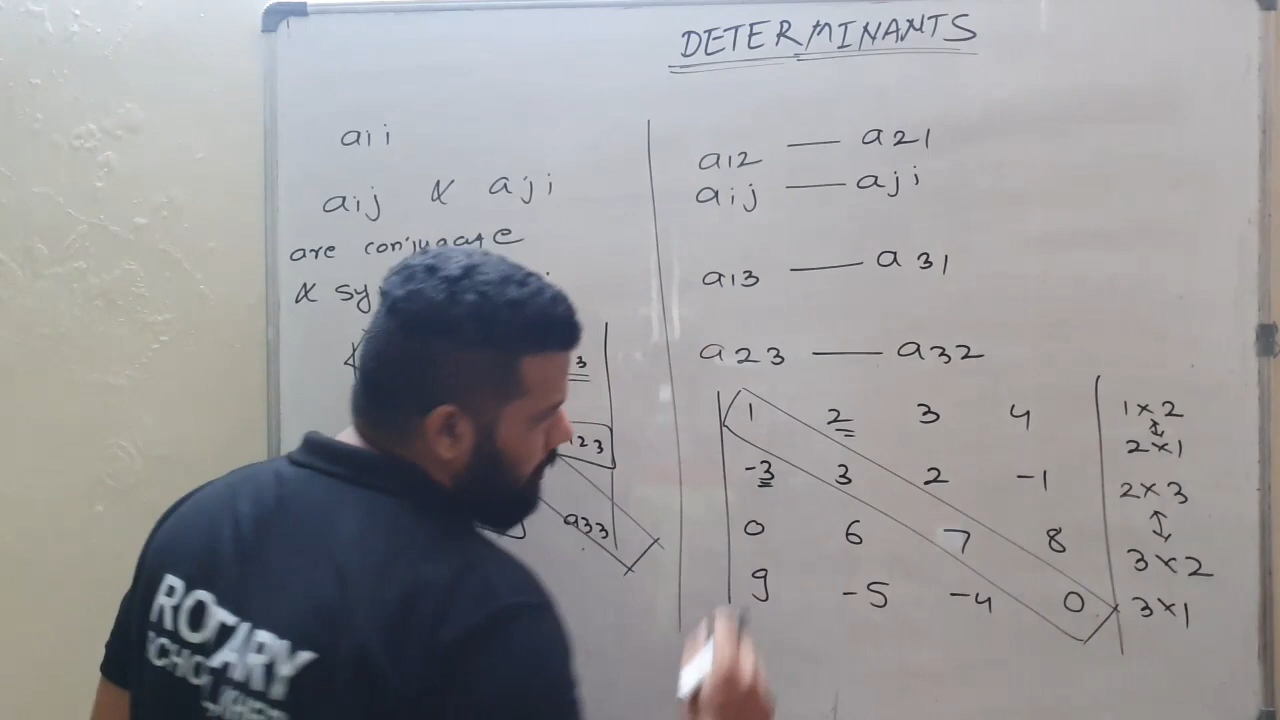 DETERMINANTS
aii
aij & aji
are conjugate
& sy
3
123
a33
a12 — a21
aij — aji
a13 — a31
a23 — a32
1 2 3 4
-3 3 2 -1
0 6 7 8
9 -5 -4 0
1×2
↕
2×1
2×3
↕
3×2
3×1
ROTARY